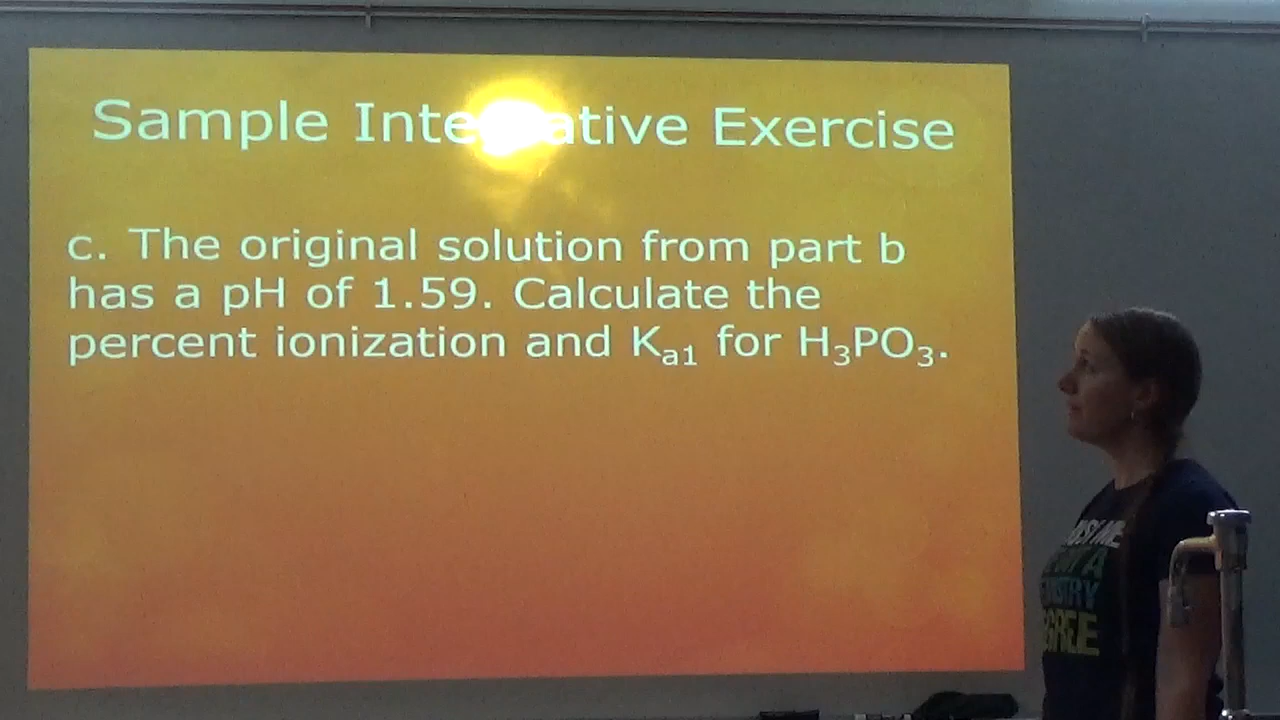 Sample Integrative Exercise
c. The original solution from part b
has a pH of 1.59. Calculate the
percent ionization and Ka1 for H3PO3.